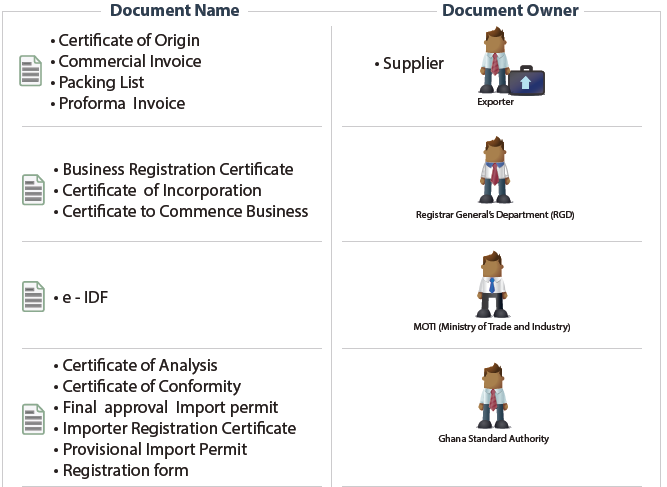 Document Name
Document Owner
• Certificate of Origin
• Commercial Invoice
• Packing List
• Proforma Invoice
• Supplier
Exporter
• Business Registration Certificate
• Certificate of Incorporation
• Certificate to Commence Business
Registrar General's Department (RGD)
• e - IDF
MOTI (Ministry of Trade and Industry)
• Certificate of Analysis
• Certificate of Conformity
• Final approval Import permit
• Importer Registration Certificate
• Provisional Import Permit
• Registration form
Ghana Standard Authority